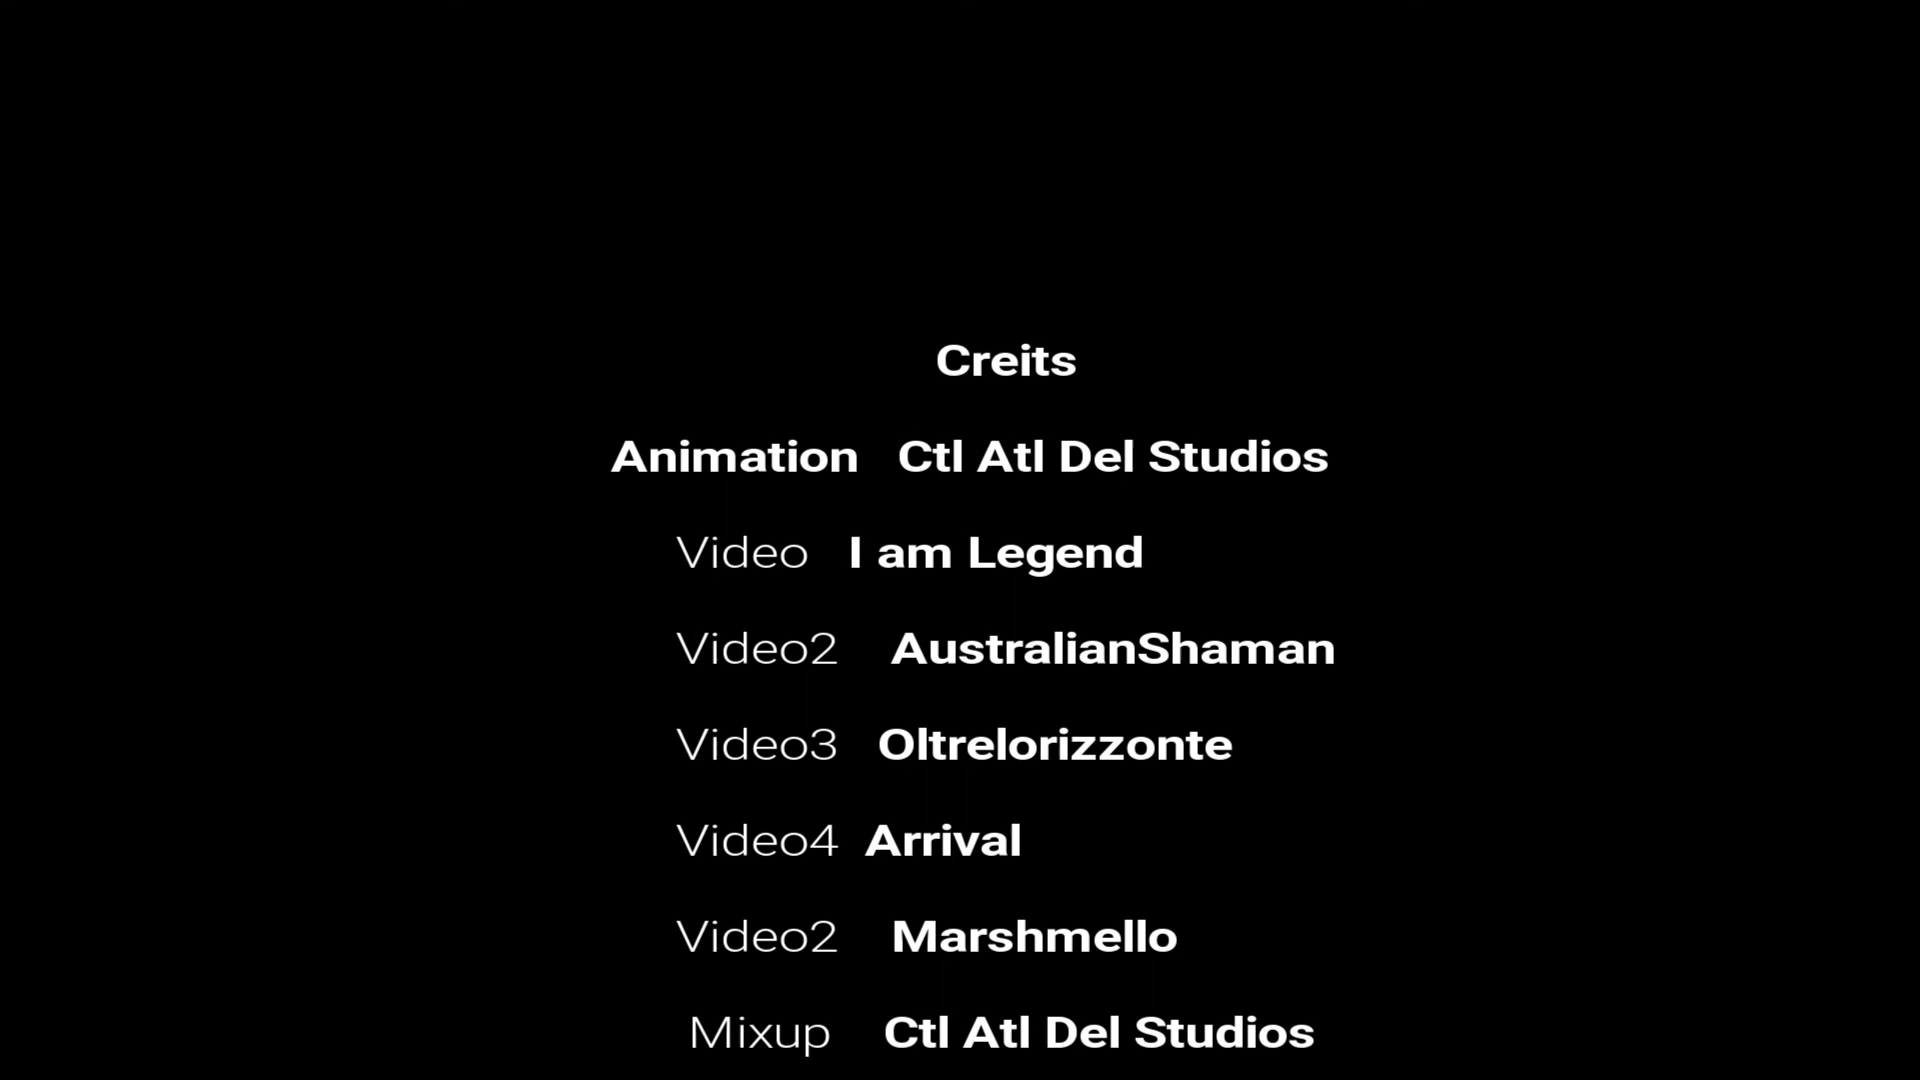 Creits
Animation Ctl Atl Del Studios
Video I am Legend
Video2 AustralianShaman
Video3 Oltrelorizzonte
Video4 Arrival
Video2 Marshmello
Mixup Ctl Atl Del Studios